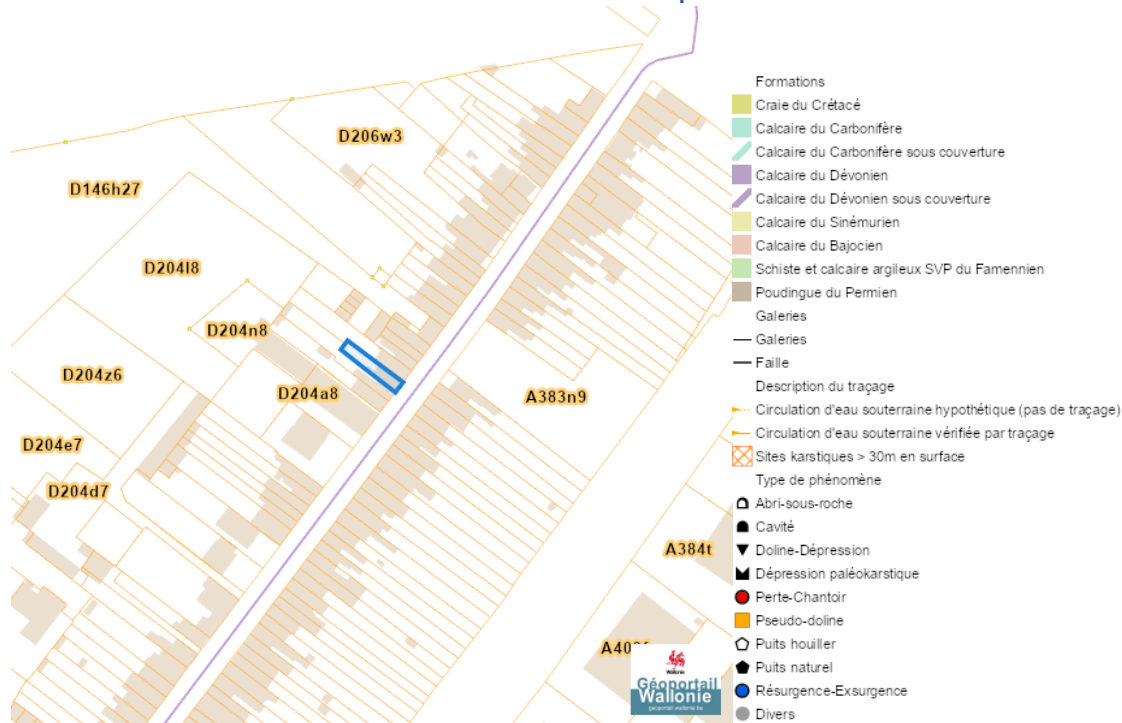 D206w3
D146h27
D204l8
D204n8
D204z6
D204a8
A383n9
D204e7
D204d7
A384t
Formations
Craie du Crétacé
Calcaire du Carbonifère
Calcaire du Carbonifère sous couverture
Calcaire du Dévonien
Calcaire du Dévonien sous couverture
Calcaire du Sinémurien
Calcaire du Bajocien
Schiste et calcaire argileux SVP du Famennien
Poudingue du Permien
Galeries
Galeries
Faille
Description du traçage
Circulation d'eau souterraine hypothétique (pas de traçage)
Circulation d'eau souterraine vérifiée par traçage
Sites karstiques > 30m en surface
Type de phénomène
Abri-sous-roche
Cavité
Doline-Dépression
Dépression paléokarstique
Perte-Chantoir
Pseudo-doline
Puits houiller
Puits naturel
Résurgence-Exsurgence
Divers
Wallonie
Géoportail
Wallonie
geoportail.wallonie.be